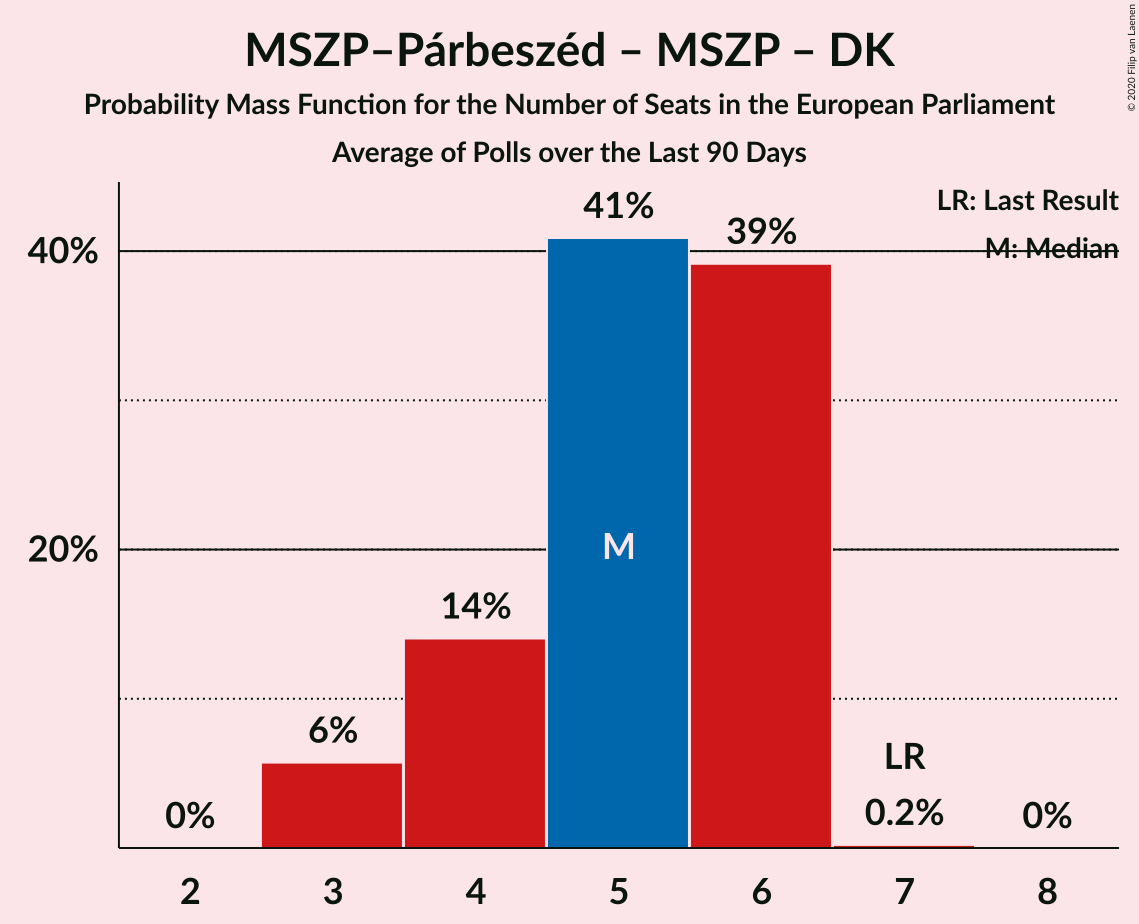 MSZP–Párbeszéd – MSZP – DK
Probability Mass Function for the Number of Seats in the European Parliament
Average of Polls over the Last 90 Days
© 2020 Filip van Laenen
LR: Last Result
M: Median
40%
20%
0%
6%
14%
41%
M
39%
LR
0.2%
0%
2 3 4 5 6 7 8